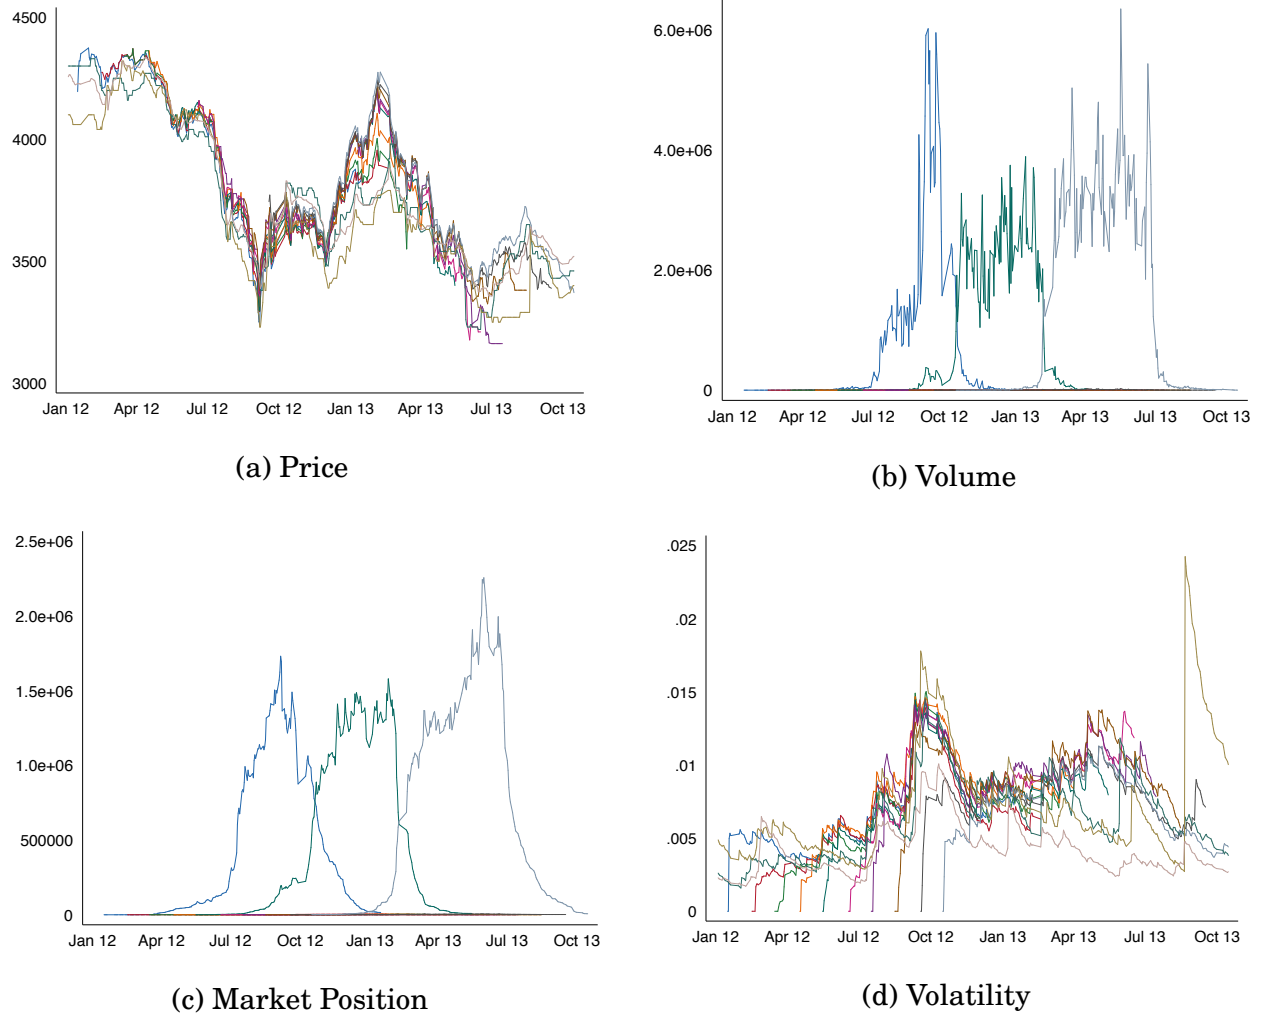 4500
4000
3500
3000
Jan 12 Apr 12 Jul 12 Oct 12 Jan 13 Apr 13 Jul 13 Oct 13
(a) Price
6.0e+06
4.0e+06
2.0e+06
0
Jan 12 Apr 12 Jul 12 Oct 12 Jan 13 Apr 13 Jul 13 Oct 13
(b) Volume
2.5e+06
2.0e+06
1.5e+06
1.0e+06
500000
0
Jan 12 Apr 12 Jul 12 Oct 12 Jan 13 Apr 13 Jul 13 Oct 13
(c) Market Position
.025
.02
.015
.01
.005
0
Jan 12 Apr 12 Jul 12 Oct 12 Jan 13 Apr 13 Jul 13 Oct 13
(d) Volatility